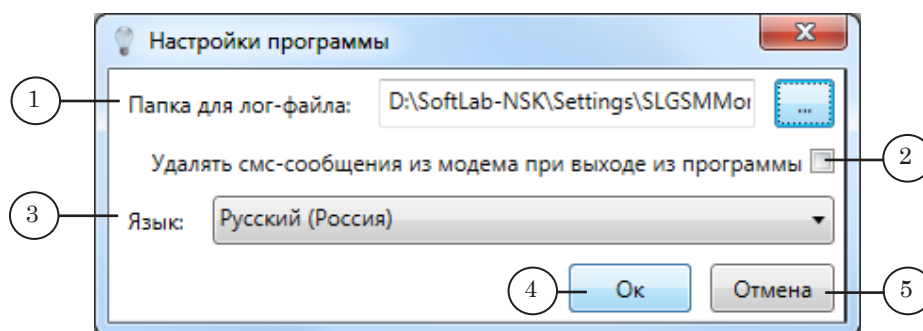 Настройки программы
1
Папка для лог-файла:
D:\SoftLab-NSK\Settings\SLGSMMo
...
Удалять смс-сообщения из модема при выходе из программы
2
3
Язык:
Русский (Россия)
4
Ок
Отмена
5